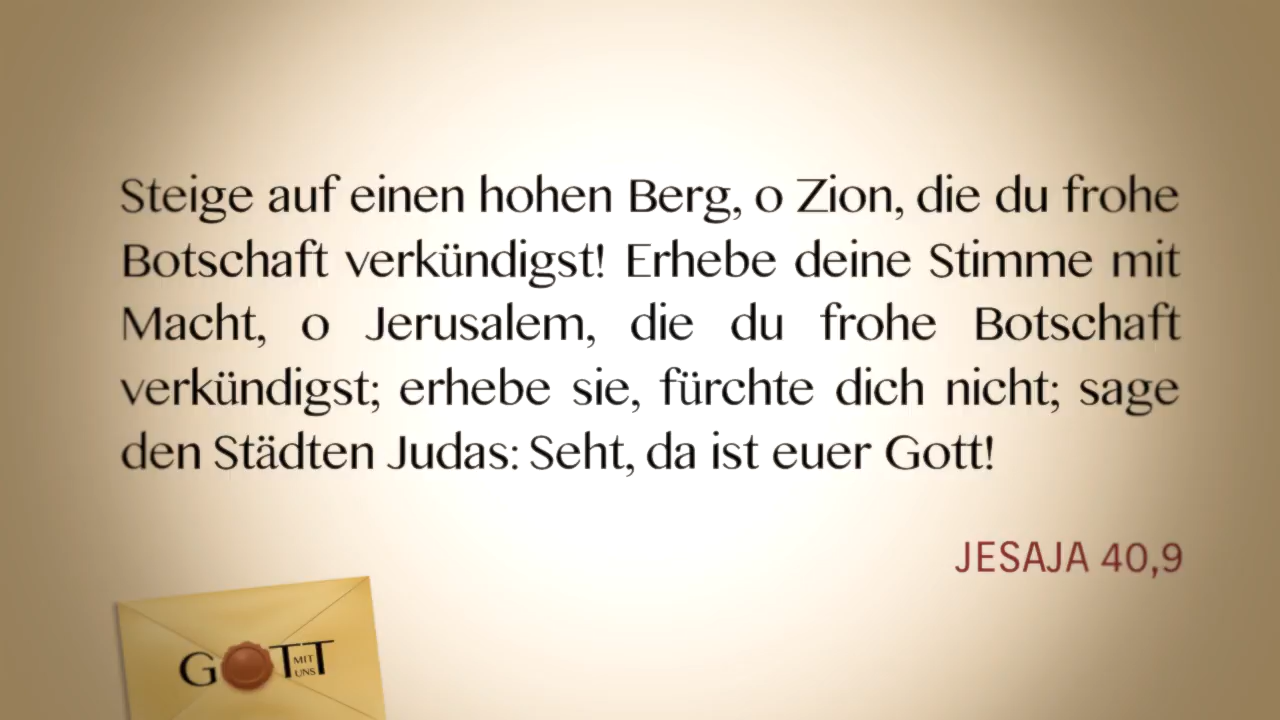 Steige auf einen hohen Berg, o Zion, die du frohe
Botschaft verkündigst! Erhebe deine Stimme mit
Macht, o Jerusalem, die du frohe Botschaft
verkündigst; erhebe sie, fürchte dich nicht; sage
den Städten Judas: Seht, da ist euer Gott!
JESAJA 40,9
GOTT
MIT
UNS